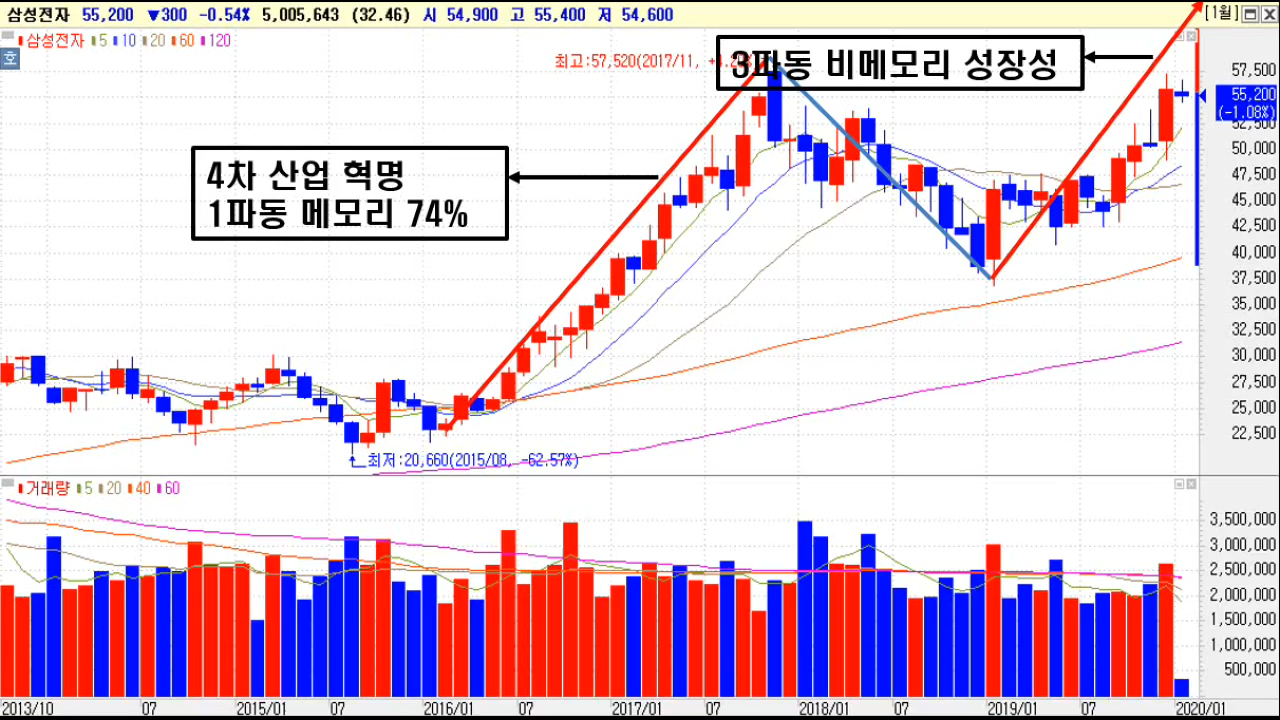 삼성전자 55,200 ▼300 -0.54% 5,005,643 (32.46) 시 54,900 고 55,400 저 54,600 [1월]
삼성전자 5 10 20 60 120
호
최고:57,520(2017/11,
3파동 비메모리 성장성
4차 산업 혁명
1파동 메모리 74%
57,500
55,200
(-1.08%)
52,500
50,000
47,500
45,000
42,500
40,000
37,500
35,000
32,500
30,000
27,500
25,000
22,500
최저:20,660(2015/08, -62.57%)
거래량 5 20 40 60
3,500,000
3,000,000
2,500,000
2,000,000
1,500,000
1,000,000
500,000
2013/10 07 2015/01 07 2016/01 07 2017/01 07 2018/01 07 2019/01 07 2020/01